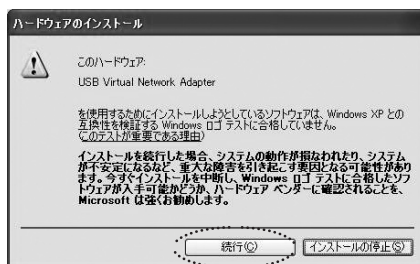 ハードウェアのインストール
このハードウェア:
USB Virtual Network Adapter
を使用するためにインストールしようとしているソフトウェアは、Windows XP との
互換性を検証する Windows ロゴ テストに合格していません。
(このテストが重要である理由)
インストールを続行した場合、システムの動作が損なわれたり、システム
が不安定になるなど、重大な障害を引き起こす要因となる可能性があり
ます。今すぐインストールを中断し、Windows ロゴ テストに合格したソフ
トウェアが入手可能かどうか、ハードウェア ベンダーに確認されることを、
Microsoft は強くお勧めします。
続行(C)
インストールの停止(S)